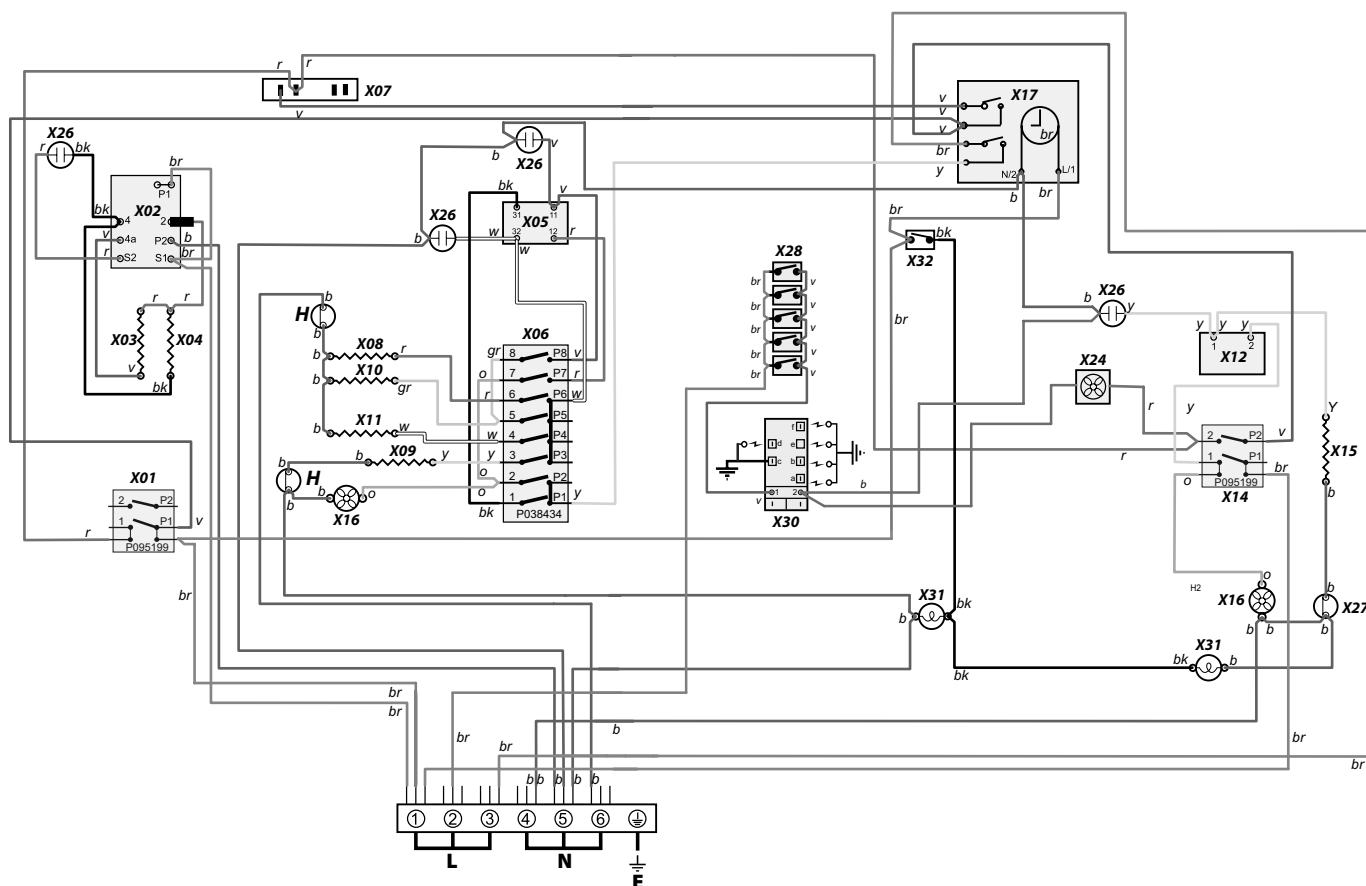 r
r
X07
v
X17
v
v
v
br
y
br
N/2
L/1
b
br
X26
r
bk
br
P1
X02
bk
4
2
v
4a
P2
b
r
S2
S1
br
r
r
X03
X04
v
bk
b
X26
v
bk
v
31
11
X05
X26
b
w
32
12
r
w
br
bk
X32
br
X28
br
v
br
v
br
v
br
v
br
v
b
X26
y
y
y
y
1
2
X12
H
b
b
X08
b
r
X10
b
gr
X11
b
w
X09
b
y
H
b
b
o
b
X16
X06
gr
8
P8
v
o
7
P7
r
r
6
P6
w
5
P5
w
4
P4
y
3
P3
o
2
P2
o
1
P1
y
bk
P038434
X24
r
r
y
2
P2
v
1
P1
br
o
P095199
X14
Y
X15
b
d
f
e
c
b
a
1
2
v
b
X30
X01
2
P2
1
P1
v
r
P095199
br
X31
b
bk
bk
H2
o
X16
b
b
b
X27
b
X31
bk
b
br
br
br
br
b
br
br
b
b
b
b
b
1
2
3
4
5
6
L
N
E